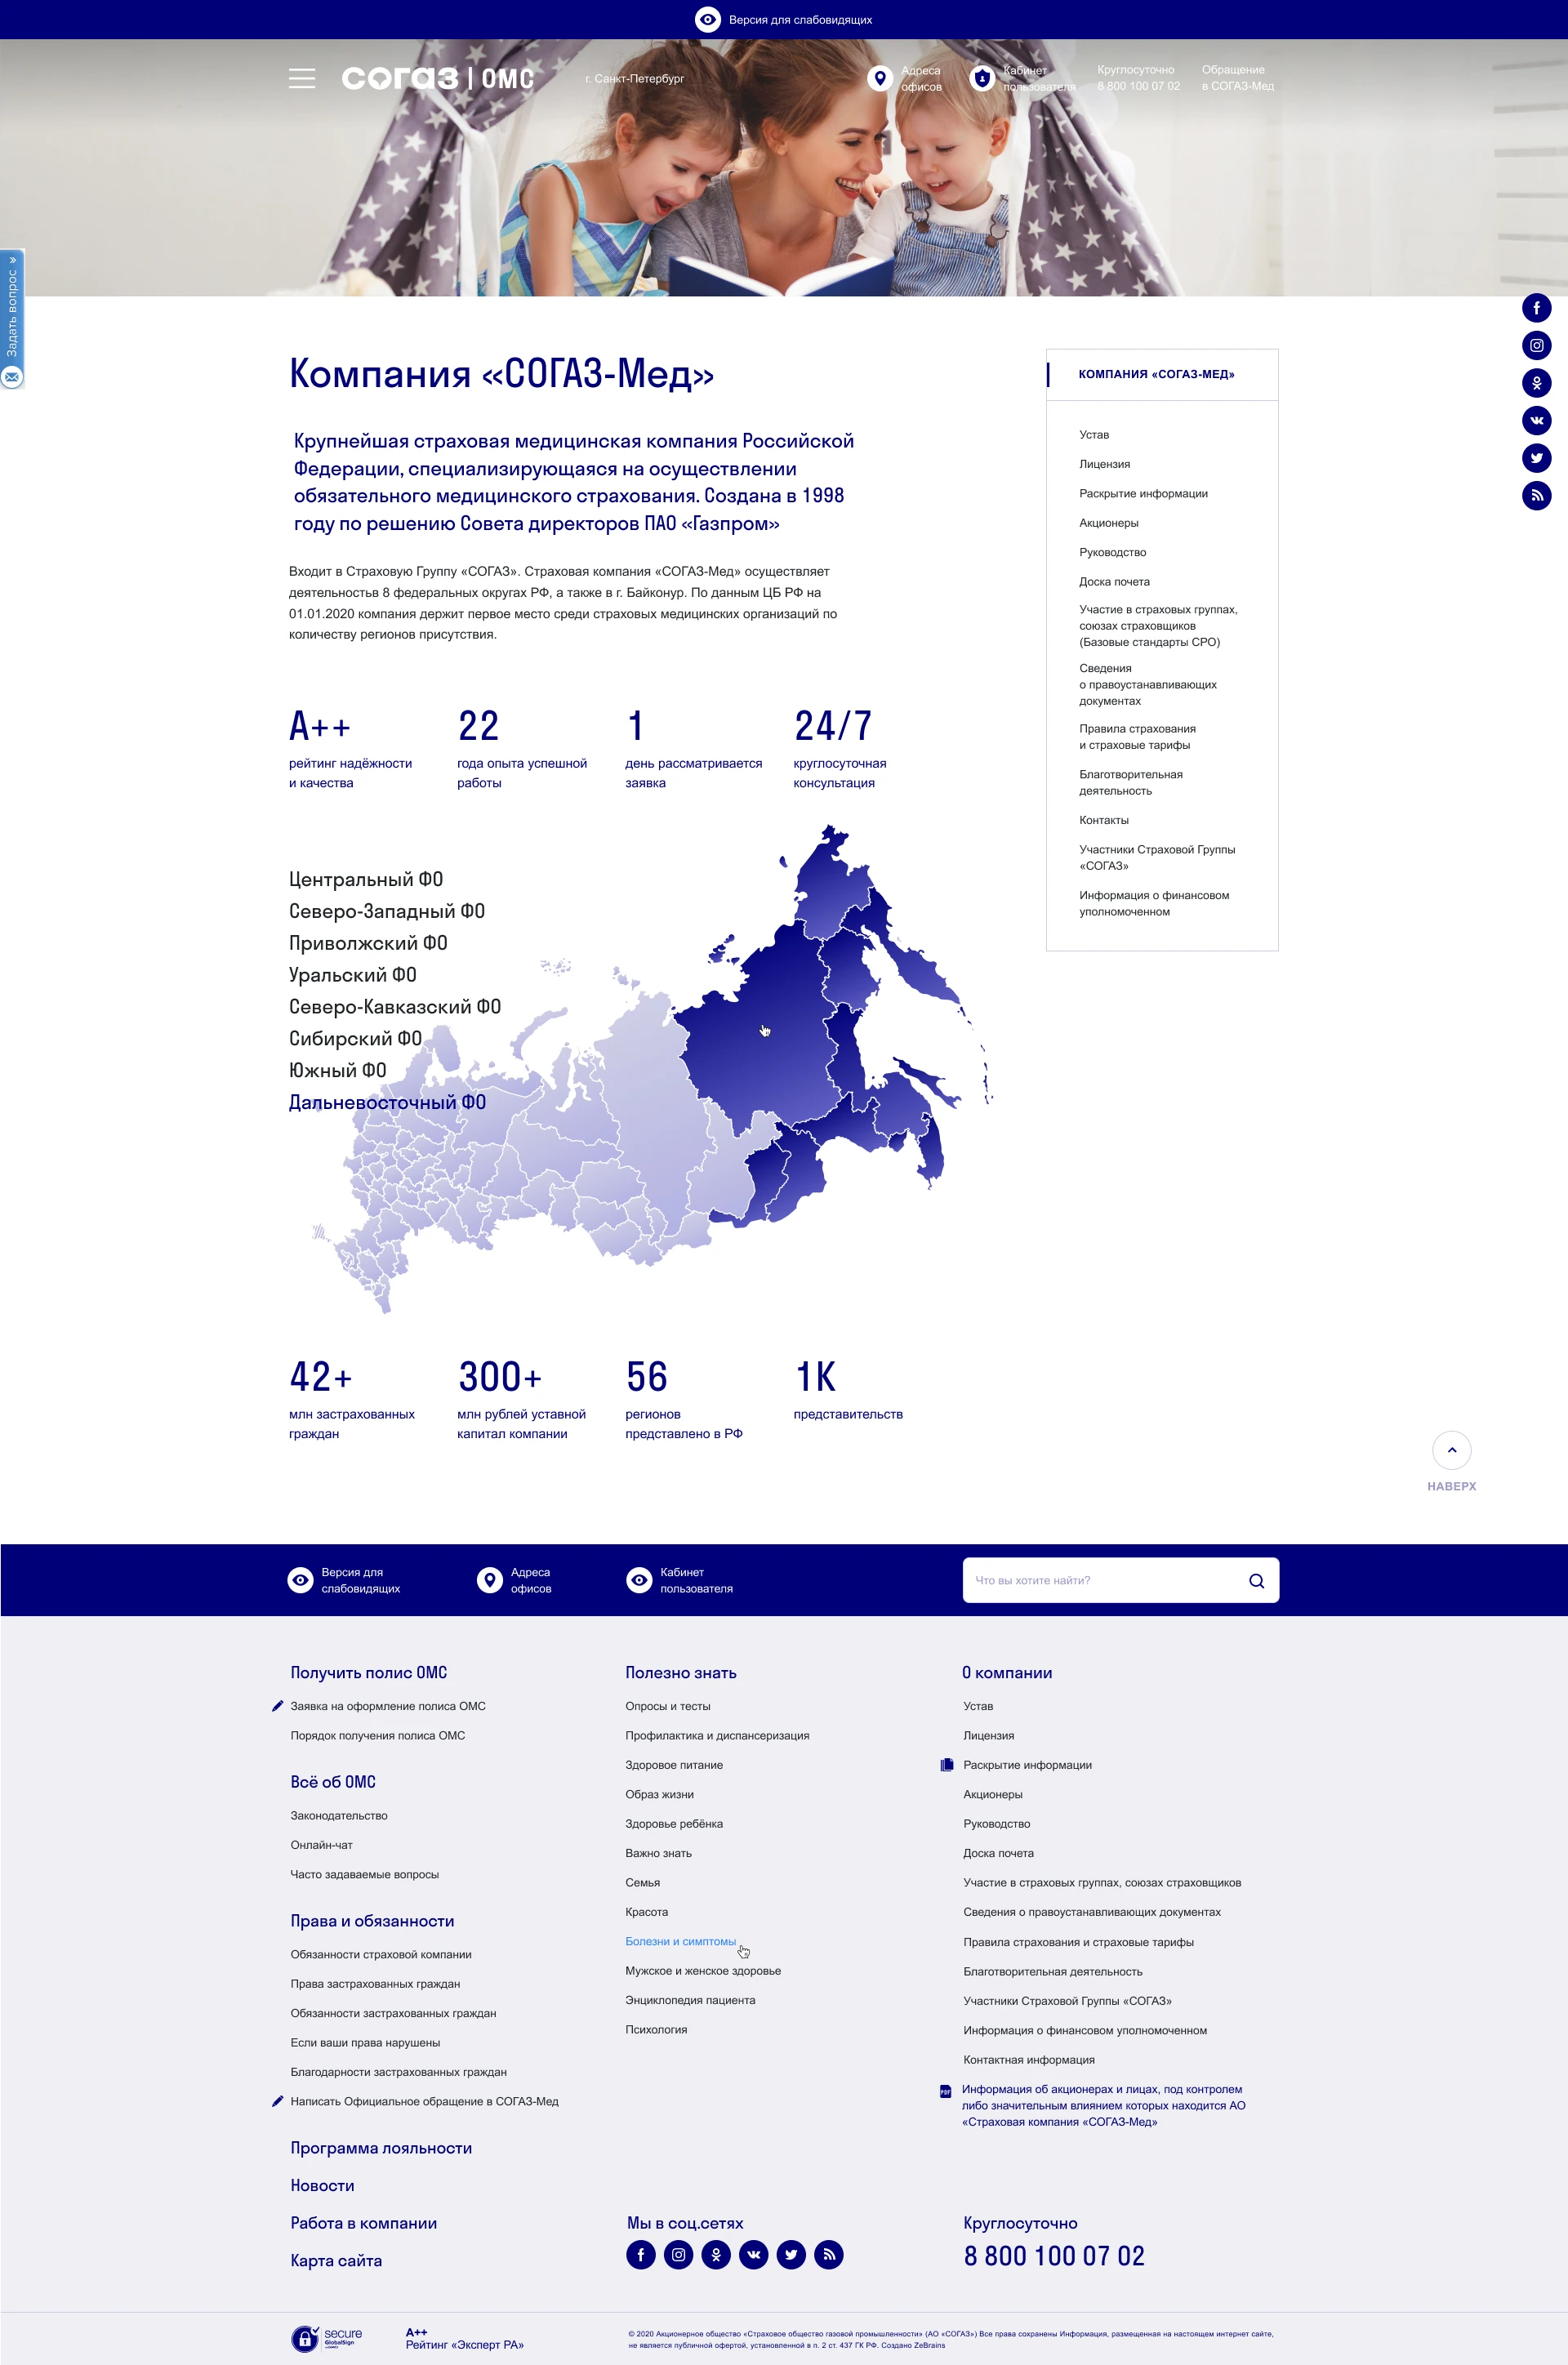 Версия для слабовидящих
согаз | ОМС
г. Санкт-Петербург
Адреса
офисов
Кабинет
пользователя
Круглосуточно
8 800 100 07 02
Обращение
в СОГАЗ-Мед
Задать вопрос »
Компания «СОГАЗ-Мед»
Крупнейшая страховая медицинская компания Российской
Федерации, специализирующаяся на осуществлении
обязательного медицинского страхования. Создана в 1998
году по решению Совета директоров ПАО «Газпром»
Входит в Страховую Группу «СОГАЗ». Страховая компания «СОГАЗ-Мед» осуществляет
деятельностьв 8 федеральных округах РФ, а также в г. Байконур. По данным ЦБ РФ на
01.01.2020 компания держит первое место среди страховых медицинских организаций по
количеству регионов присутствия.
А++
рейтинг надёжности
и качества
22
года опыта успешной
работы
1
день рассматривается
заявка
24/7
круглосуточная
консультация
Центральный ФО
Северо-Западный ФО
Приволжский ФО
Уральский ФО
Северо-Кавказский ФО
Сибирский ФО
Южный ФО
Дальневосточный ФО
42+
млн застрахованных
граждан
300+
млн рублей уставной
капитал компании
56
регионов
представлено в РФ
1К
представительств
КОМПАНИЯ «СОГАЗ-МЕД»
Устав
Лицензия
Раскрытие информации
Акционеры
Руководство
Доска почета
Участие в страховых группах,
союзах страховщиков
(Базовые стандарты СРО)
Сведения
о правоустанавливающих
документах
Правила страхования
и страховые тарифы
Благотворительная
деятельность
Контакты
Участники Страховой Группы
«СОГАЗ»
Информация о финансовом
уполномоченном
НАВЕРХ
Версия для
слабовидящих
Адреса
офисов
Кабинет
пользователя
Что вы хотите найти?
Получить полис ОМС
Заявка на оформление полиса ОМС
Порядок получения полиса ОМС
Всё об ОМС
Законодательство
Онлайн-чат
Часто задаваемые вопросы
Права и обязанности
Обязанности страховой компании
Права застрахованных граждан
Обязанности застрахованных граждан
Если ваши права нарушены
Благодарности застрахованных граждан
Написать Официальное обращение в СОГАЗ-Мед
Программа лояльности
Новости
Работа в компании
Карта сайта
Полезно знать
Опросы и тесты
Профилактика и диспансеризация
Здоровое питание
Образ жизни
Здоровье ребёнка
Важно знать
Семья
Красота
Болезни и симптомы
Мужское и женское здоровье
Энциклопедия пациента
Психология
Мы в соц.сетях
О компании
Устав
Лицензия
Раскрытие информации
Акционеры
Руководство
Доска почета
Участие в страховых группах, союзах страховщиков
Сведения о правоустанавливающих документах
Правила страхования и страховые тарифы
Благотворительная деятельность
Участники Страховой Группы «СОГАЗ»
Информация о финансовом уполномоченном
Контактная информация
PDF
Информация об акционерах и лицах, под контролем
либо значительным влиянием которых находится АО
«Страховая компания «СОГАЗ-Мед»
Круглосуточно
8 800 100 07 02
secure
GlobalSign
А++
Рейтинг «Эксперт РА»
© 2020 Акционерное общество «Страховое общество газовой промышленности» (АО «СОГАЗ») Все права сохранены Информация, размещенная на настоящем интернет сайте,
не является публичной офертой, установленной в п. 2 ст. 437 ГК РФ. Создано ZeBrains